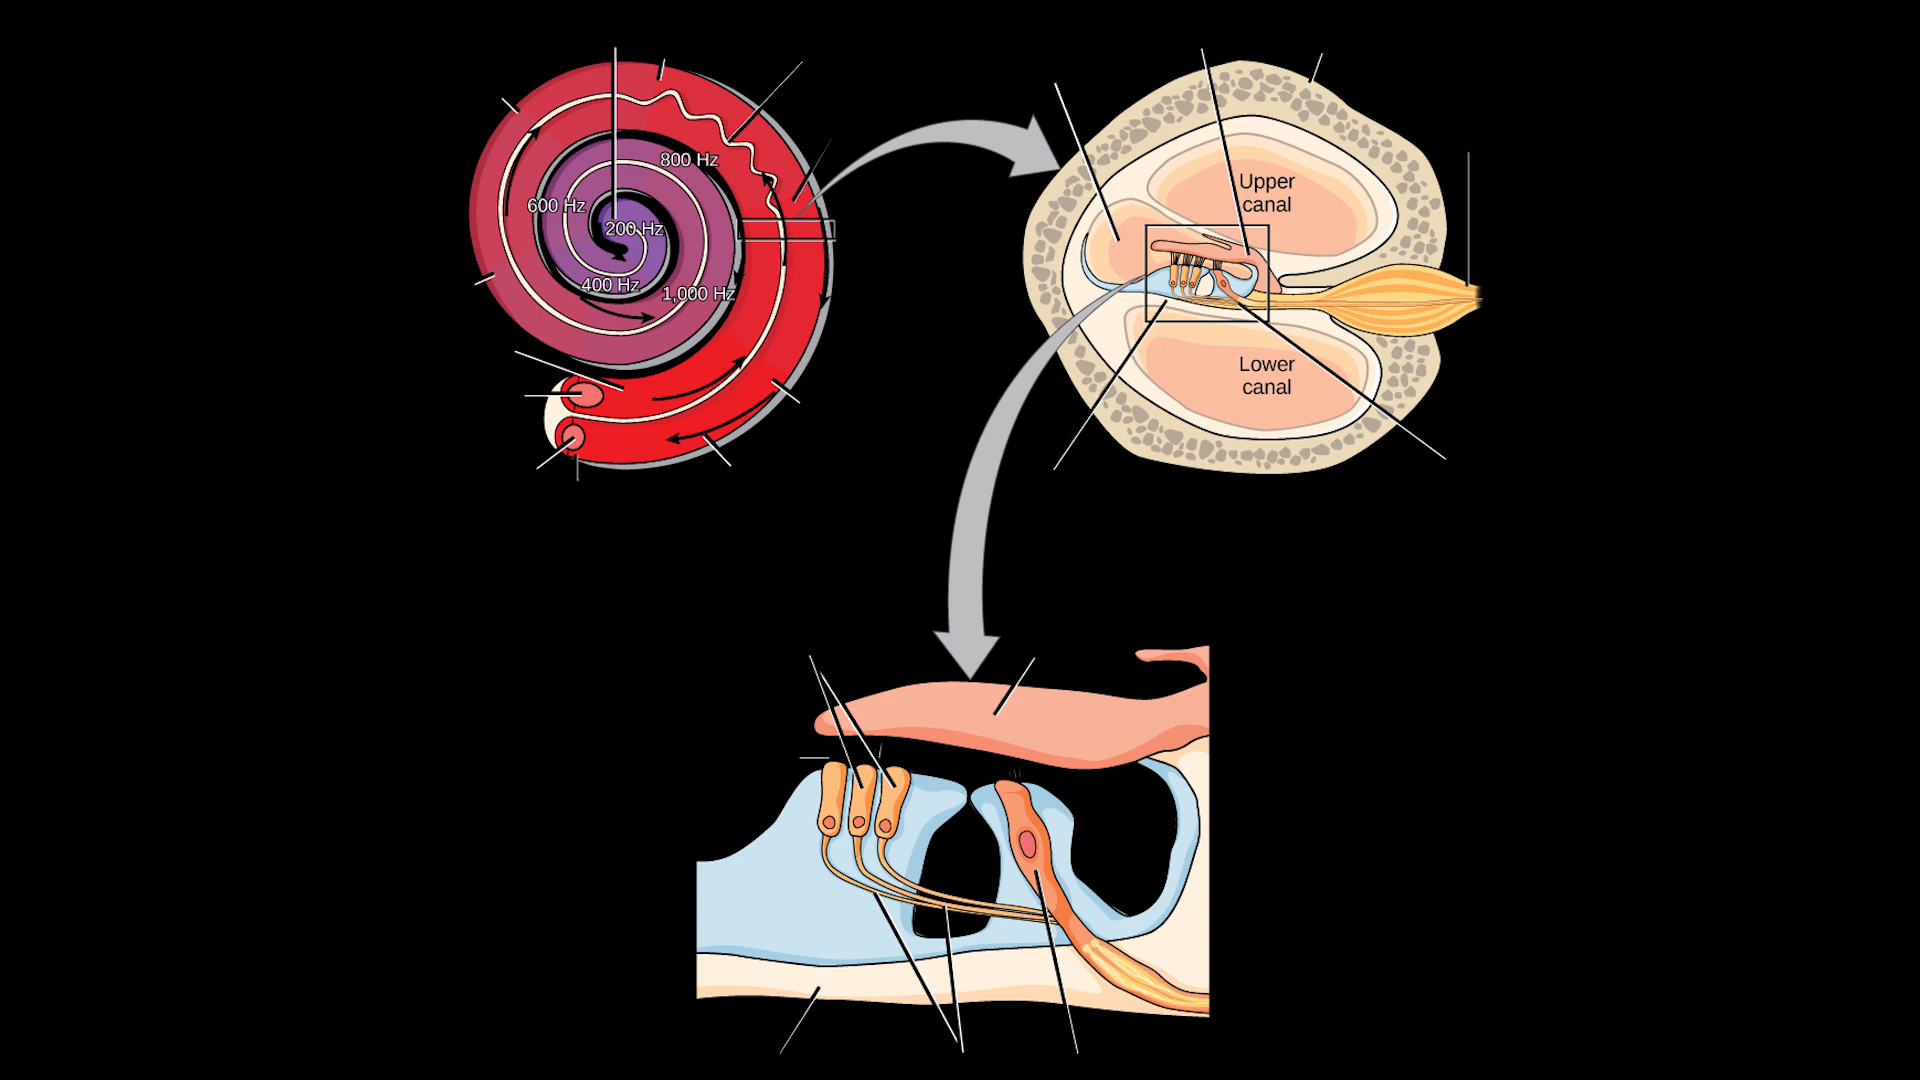 800 Hz
600 Hz
200 Hz
400 Hz
1,000 Hz
Upper
canal
Lower
canal